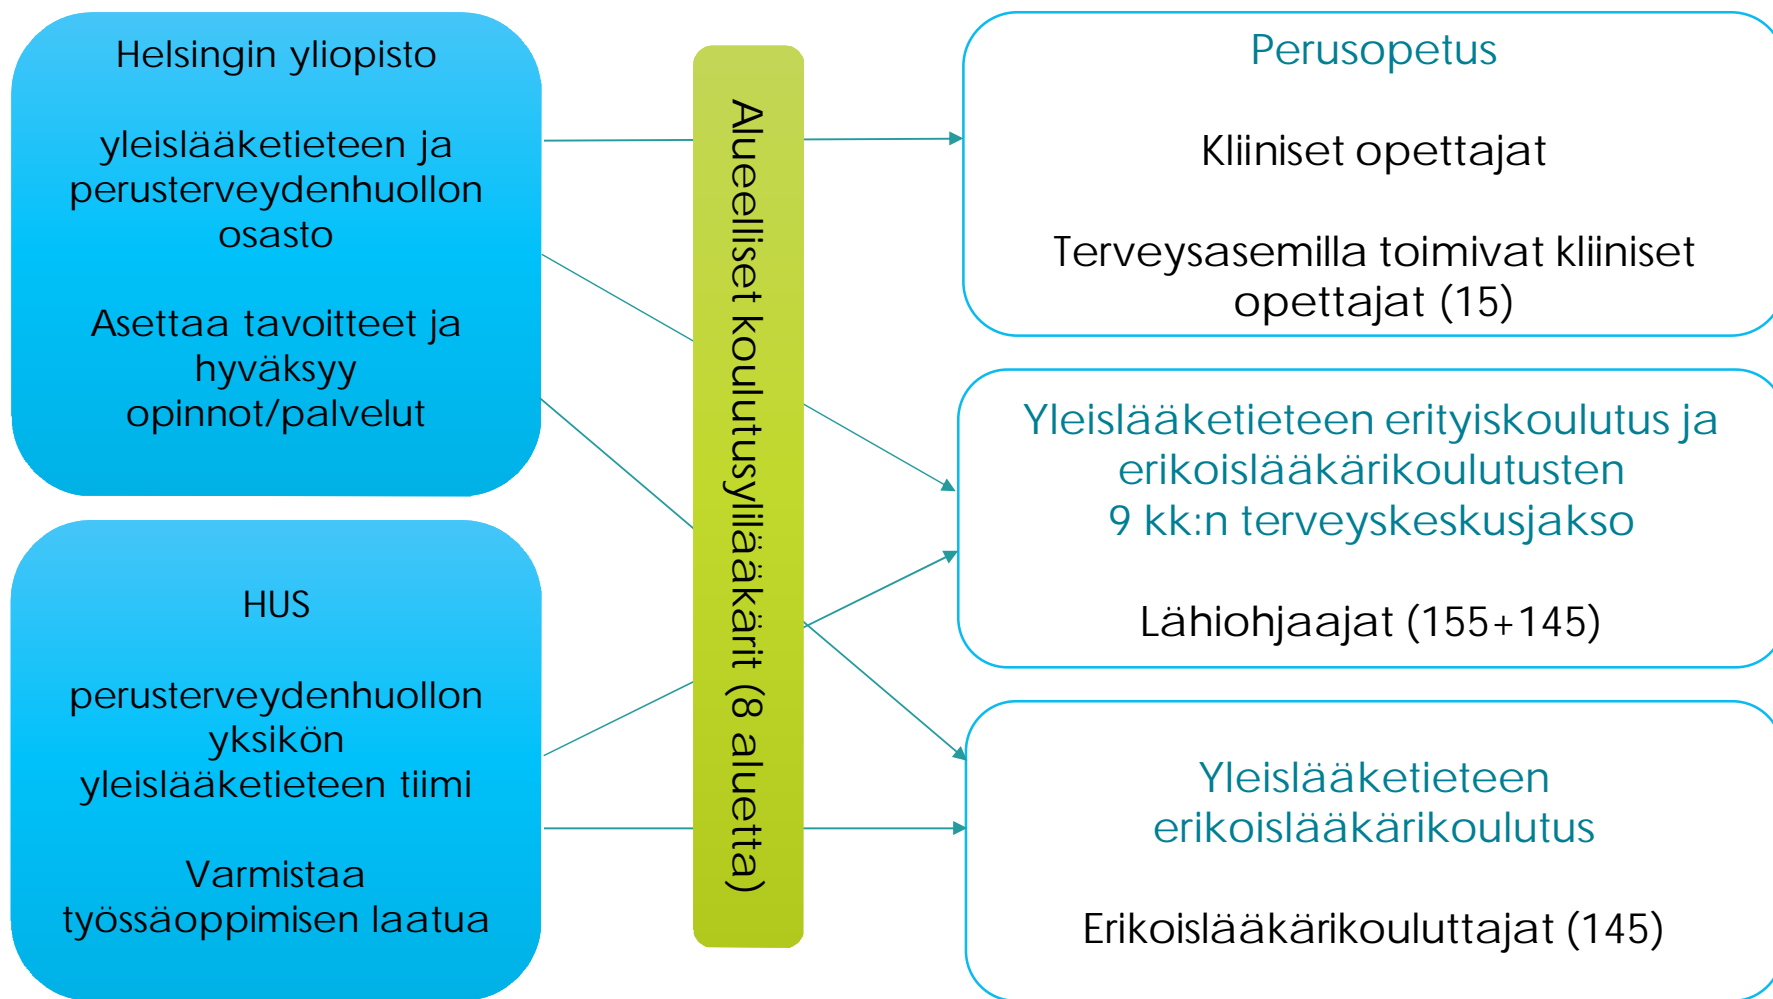 Helsingin yliopisto
yleislääketieteen ja
perusterveydenhuollon
osasto
Asettaa tavoitteet ja
hyväksyy
opinnot/palvelut
HUS
perusterveydenhuollon
yksikön
yleislääketieteen tiimi
Varmistaa
työssäoppimisen laatua
Alueelliset koulutusylilääkärit (8 aluetta)
Perusopetus
Kliiniset opettajat
Terveysasemilla toimivat kliiniset
opettajat (15)
Yleislääketieteen erityiskoulutus ja
erikoislääkärikoulutusten
9 kk:n terveyskeskusjakso
Lähiohjaajat (155+145)
Yleislääketieteen
erikoislääkärikoulutus
Erikoislääkärikouluttajat (145)